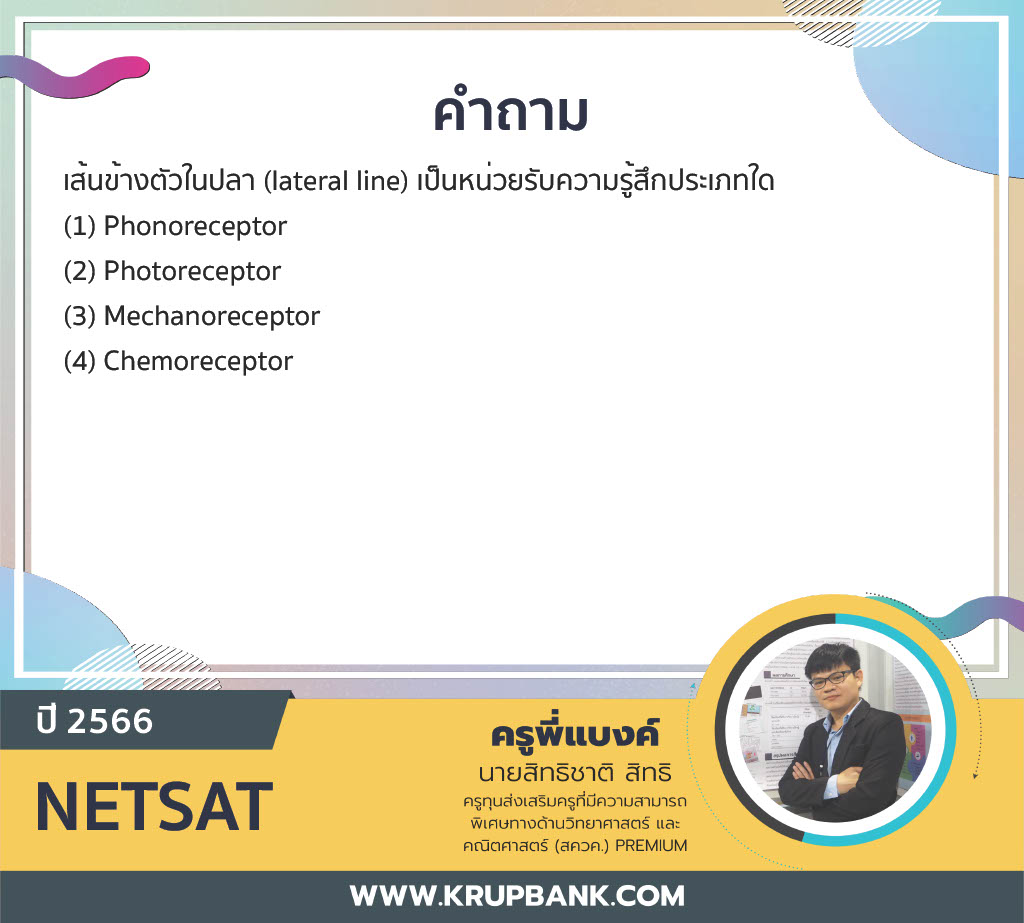 คำถาม
เส้นข้างตัวในปลา (lateral line) เป็นหน่วยรับความรู้สึกประเภทใด
(1) Phonoreceptor
(2) Photoreceptor
(3) Mechanoreceptor
(4) Chemoreceptor
ปี 2566
NETSAT
ครูพี่แบงค์
นายสิทธิชาติ สิทธิ
ครูทุนส่งเสริมครูที่มีความสามารถ
พิเศษทางด้านวิทยาศาสตร์ และ
คณิตศาสตร์ (สควค.) PREMIUM
WWW.KRUPBANK.COM